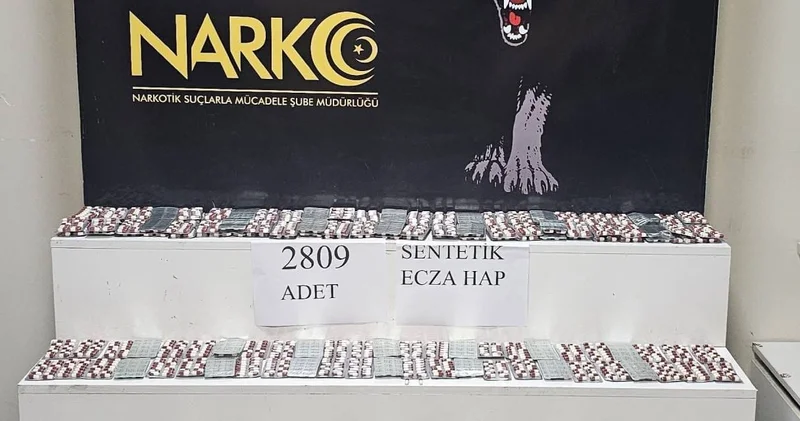 NARKO
NARKOTİK SUÇLARLA MÜCADELE ŞUBE MÜDÜRLÜĞÜ
2809
ADET
SENTETİK
ECZA HAP